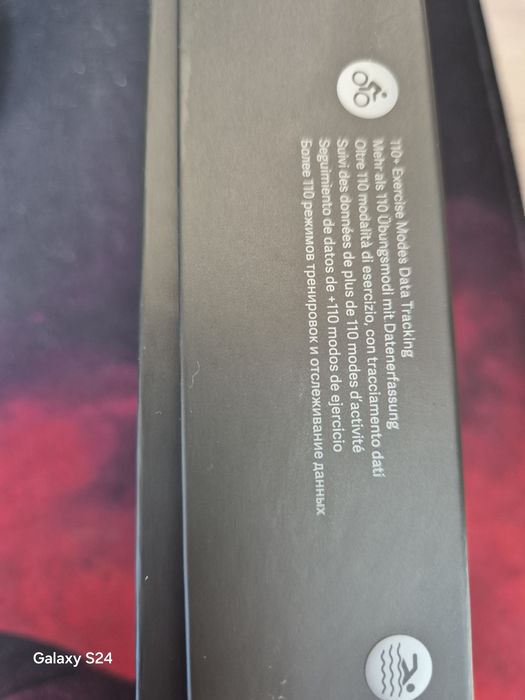 110+ Exercise Modes Data Tracking
Mehr als 110 Übungsmodi mit Datenerfassung
Oltre 110 modalità di esercizio, con tracciamento dati
Suivi des données de plus de 110 modes d'activité
Seguimiento de datos de +110 modos de ejercicio
Более 110 режимов тренировок и отслеживание данных
Galaxy S24